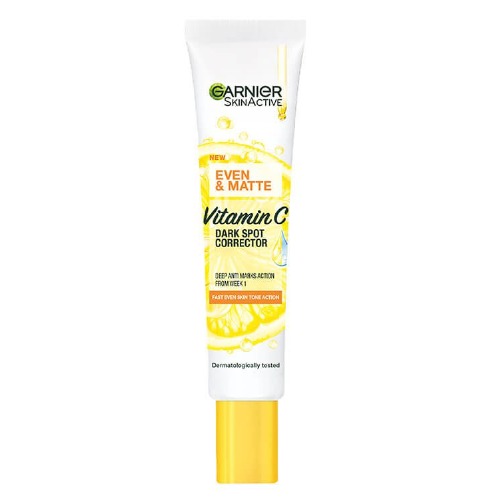 GARNIER
SKINACTIVE
NEW
EVEN
& MATTE
Vitamin C
DARK SPOT
CORRECTOR
DEEP ANTI MARKS ACTION
FROM WEEK 1
FAST EVEN SKIN TONE ACTION
Dermatologically tested